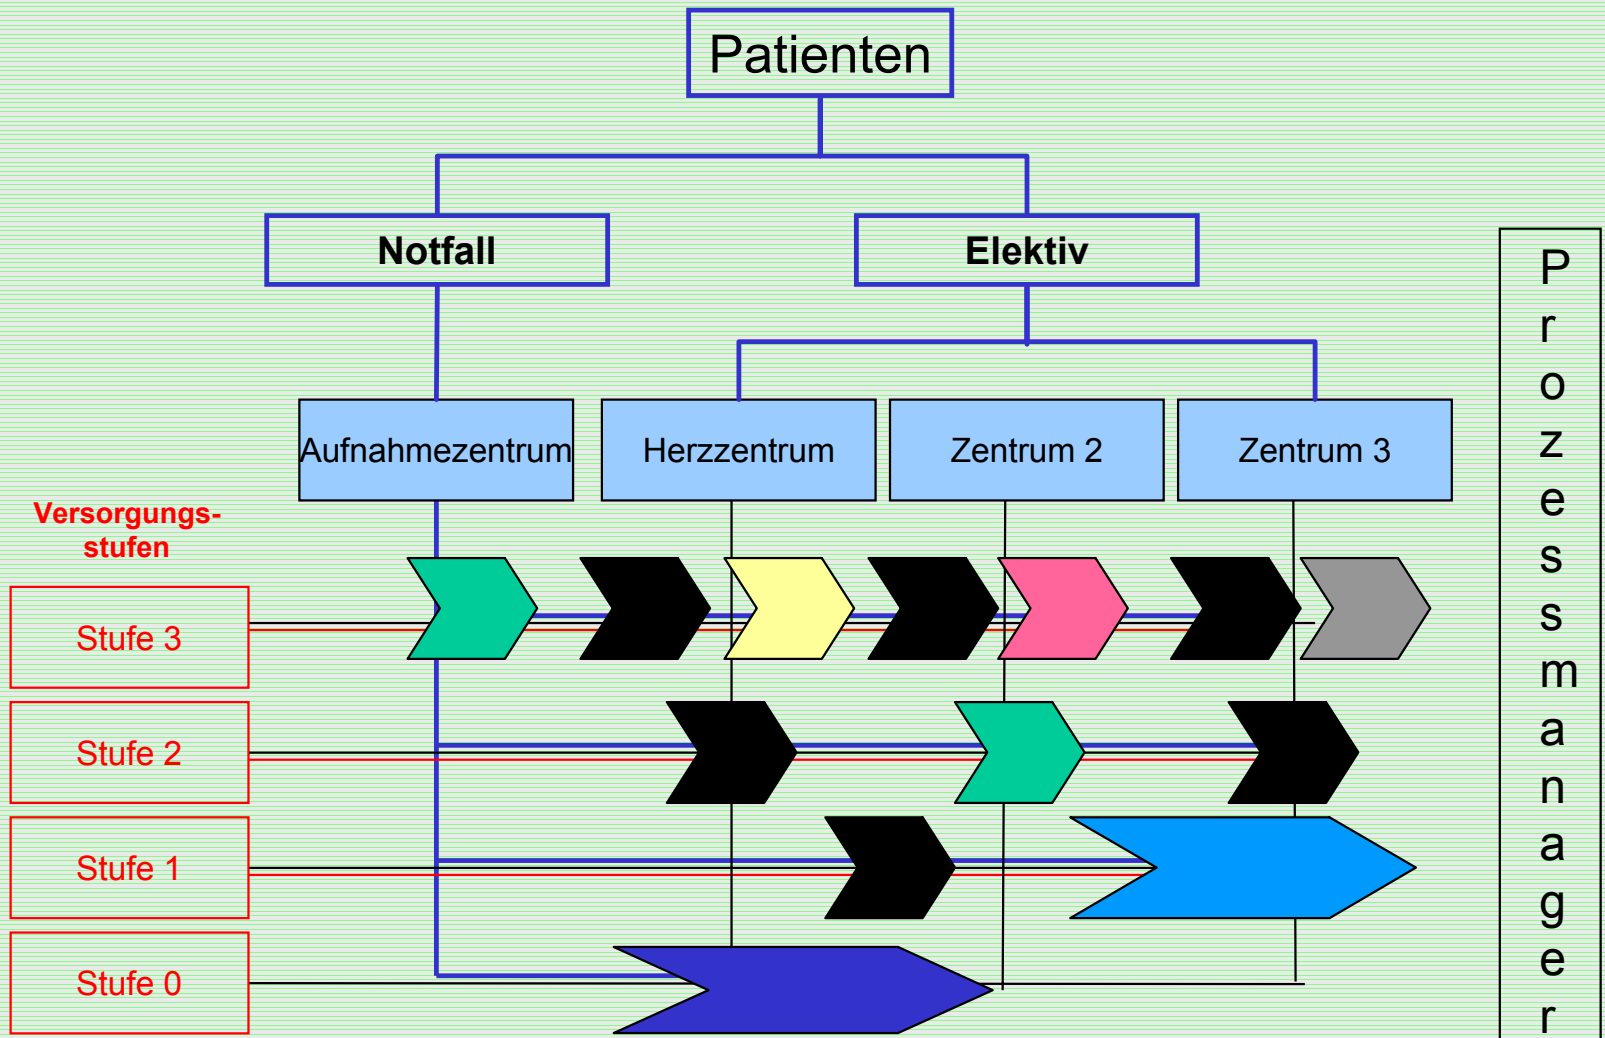 Patienten
Notfall
Elektiv
Aufnahmezentrum
Herzzentrum
Zentrum 2
Zentrum 3
Versorgungs-
stufen
Stufe 3
Stufe 2
Stufe 1
Stufe 0
P
r
o
z
e
s
s
m
a
n
a
g
e
r